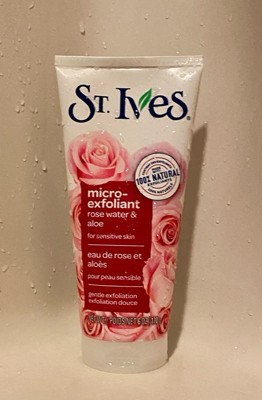 ST. IVES
100% NATURAL
micro-
exfoliant
rose water &
aloe
for sensitive skin
eau de rose et
aloès
pour peau sensible
gentle exfoliation
exfoliation douce